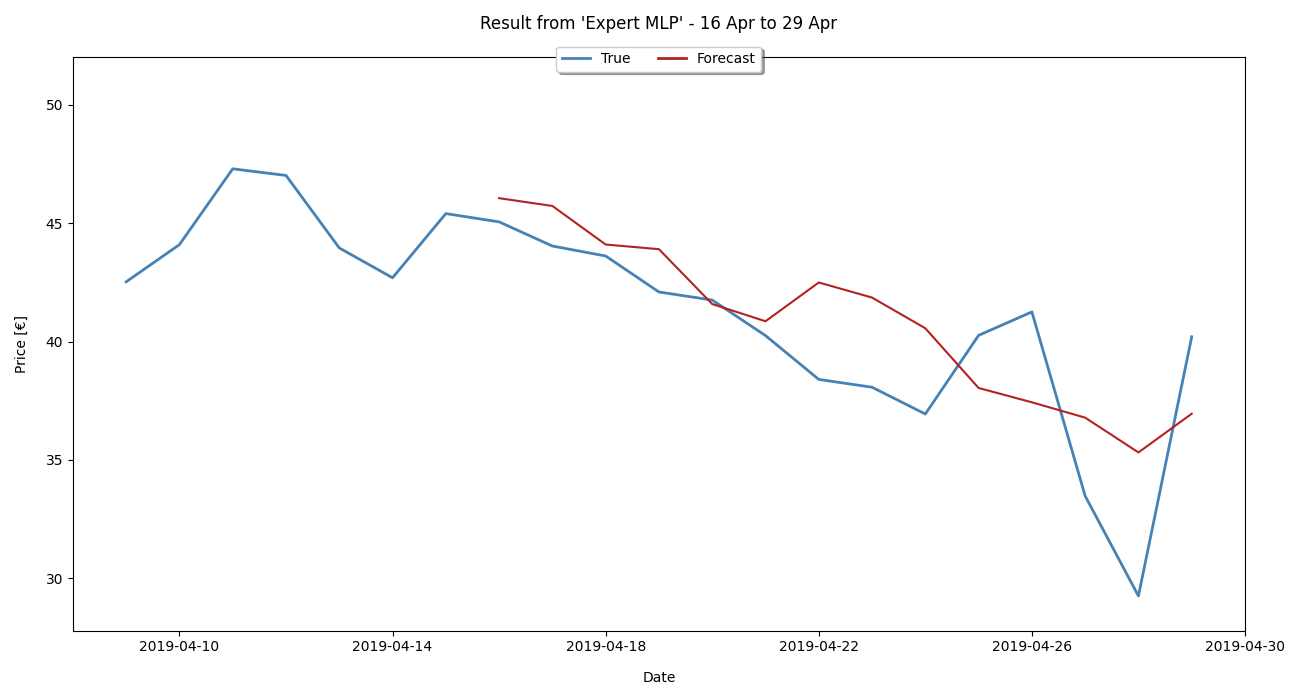 Result from 'Expert MLP' - 16 Apr to 29 Apr
True Forecast
50
45
40
35
30
Price [€]
2019-04-10 2019-04-14 2019-04-18 2019-04-22 2019-04-26 2019-04-30
Date